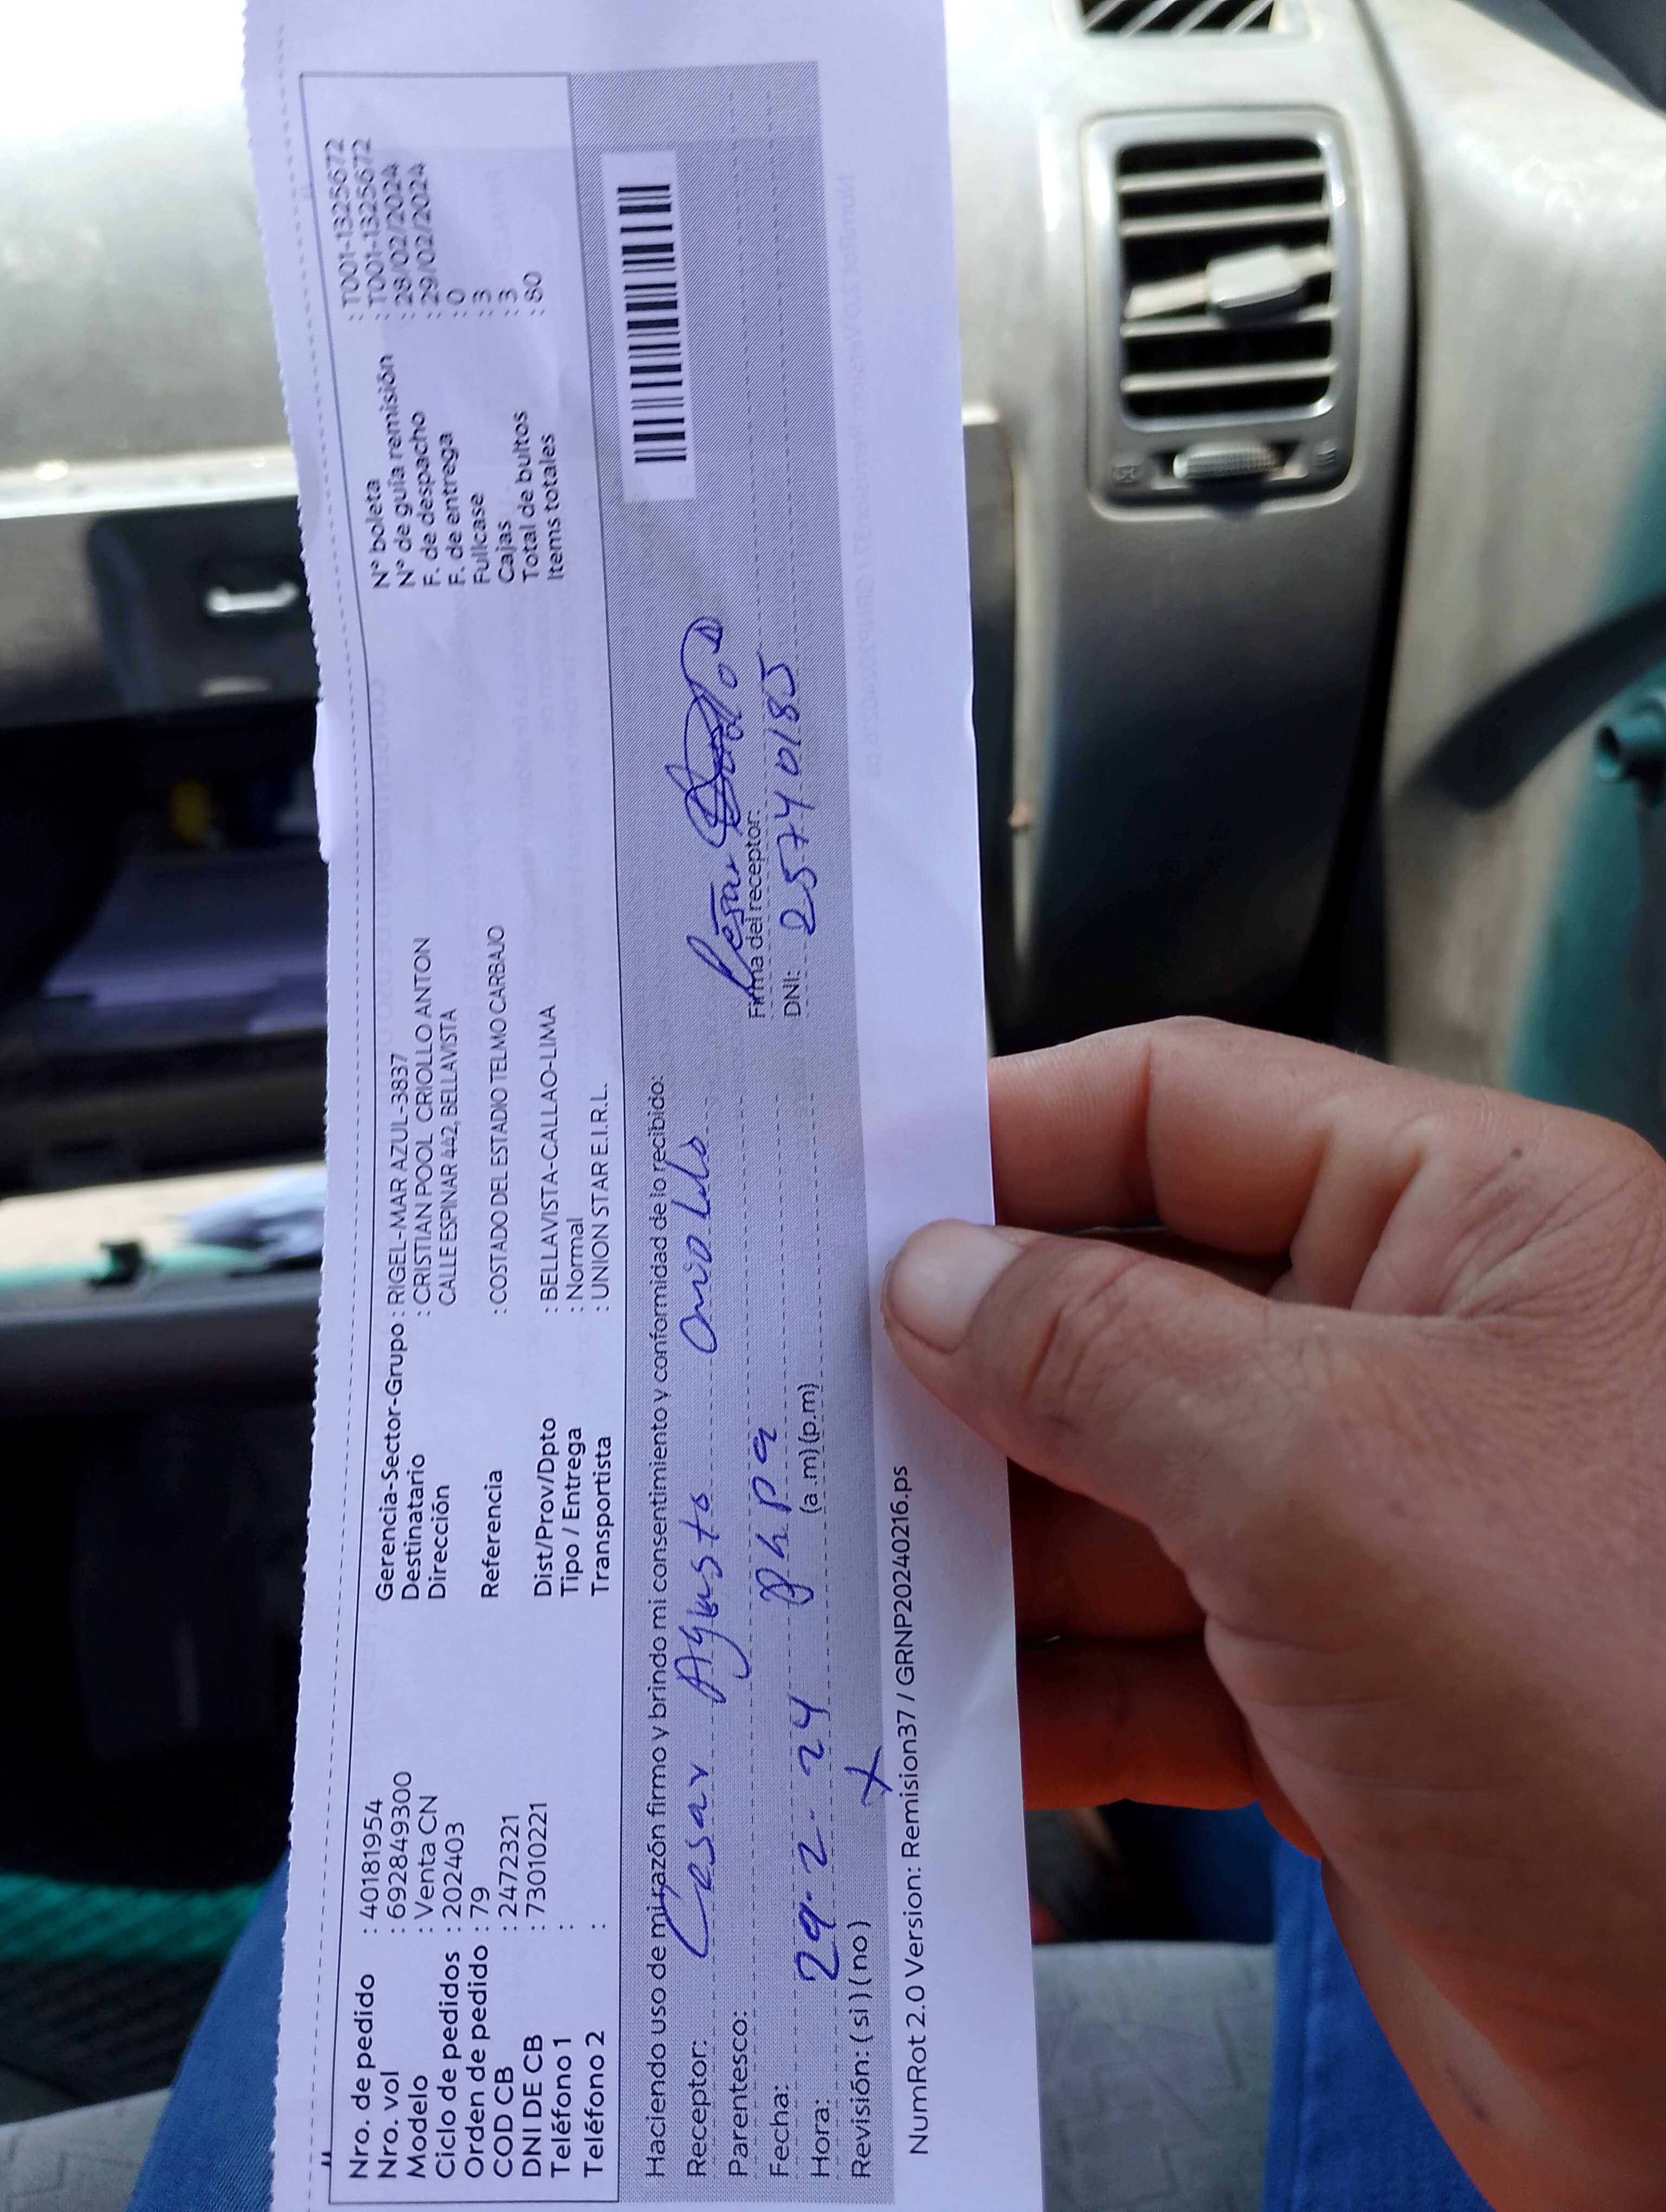 Nro. de pedido : 40181954
Nro. vol : 6928849300
Modelo : Venta CN
Ciclo de pedidos : 202403
Orden de pedido : 79
COD CB : 2472321
DNI DE CB : 73010221
Teléfono 1 :
Teléfono 2 :
Gerencia-Sector-Grupo : RIGEL-MAR AZUL-3837
Destinatario : CRISTIAN POOL CRIOLLO ANTON
Dirección CALLE ESPINAR 442, BELLAVISTA
Referencia : COSTADO DEL ESTADIO TELMO CARBAJO
Dist/Prov/Dpto : BELLAVISTA-CALLAO-LIMA
Tipo / Entrega : Normal
Transportista : UNION STAR E.I.R.L.
N° boleta : T001-1325672
N° de guía remisión : T001-1325672
F. de despacho : 28/02/2024
F. de entrega : 29/02/2024
Fullcase : 0
Cajas : 3
Total de bultos : 3
Items totales : 80
Haciendo uso de mi razón firmo y brindo mi consentimiento y conformidad de lo recibido:
Receptor: Cesar
Parentesco:
Firma del receptor: Cesar
Fecha: 29-2-24
DNI: 25740185
Hora: (a.m) (p.m)
Revisión: ( si ) ( no ) X
NumRot 2.0 Version: Remision37 / GRNP20240216.ps